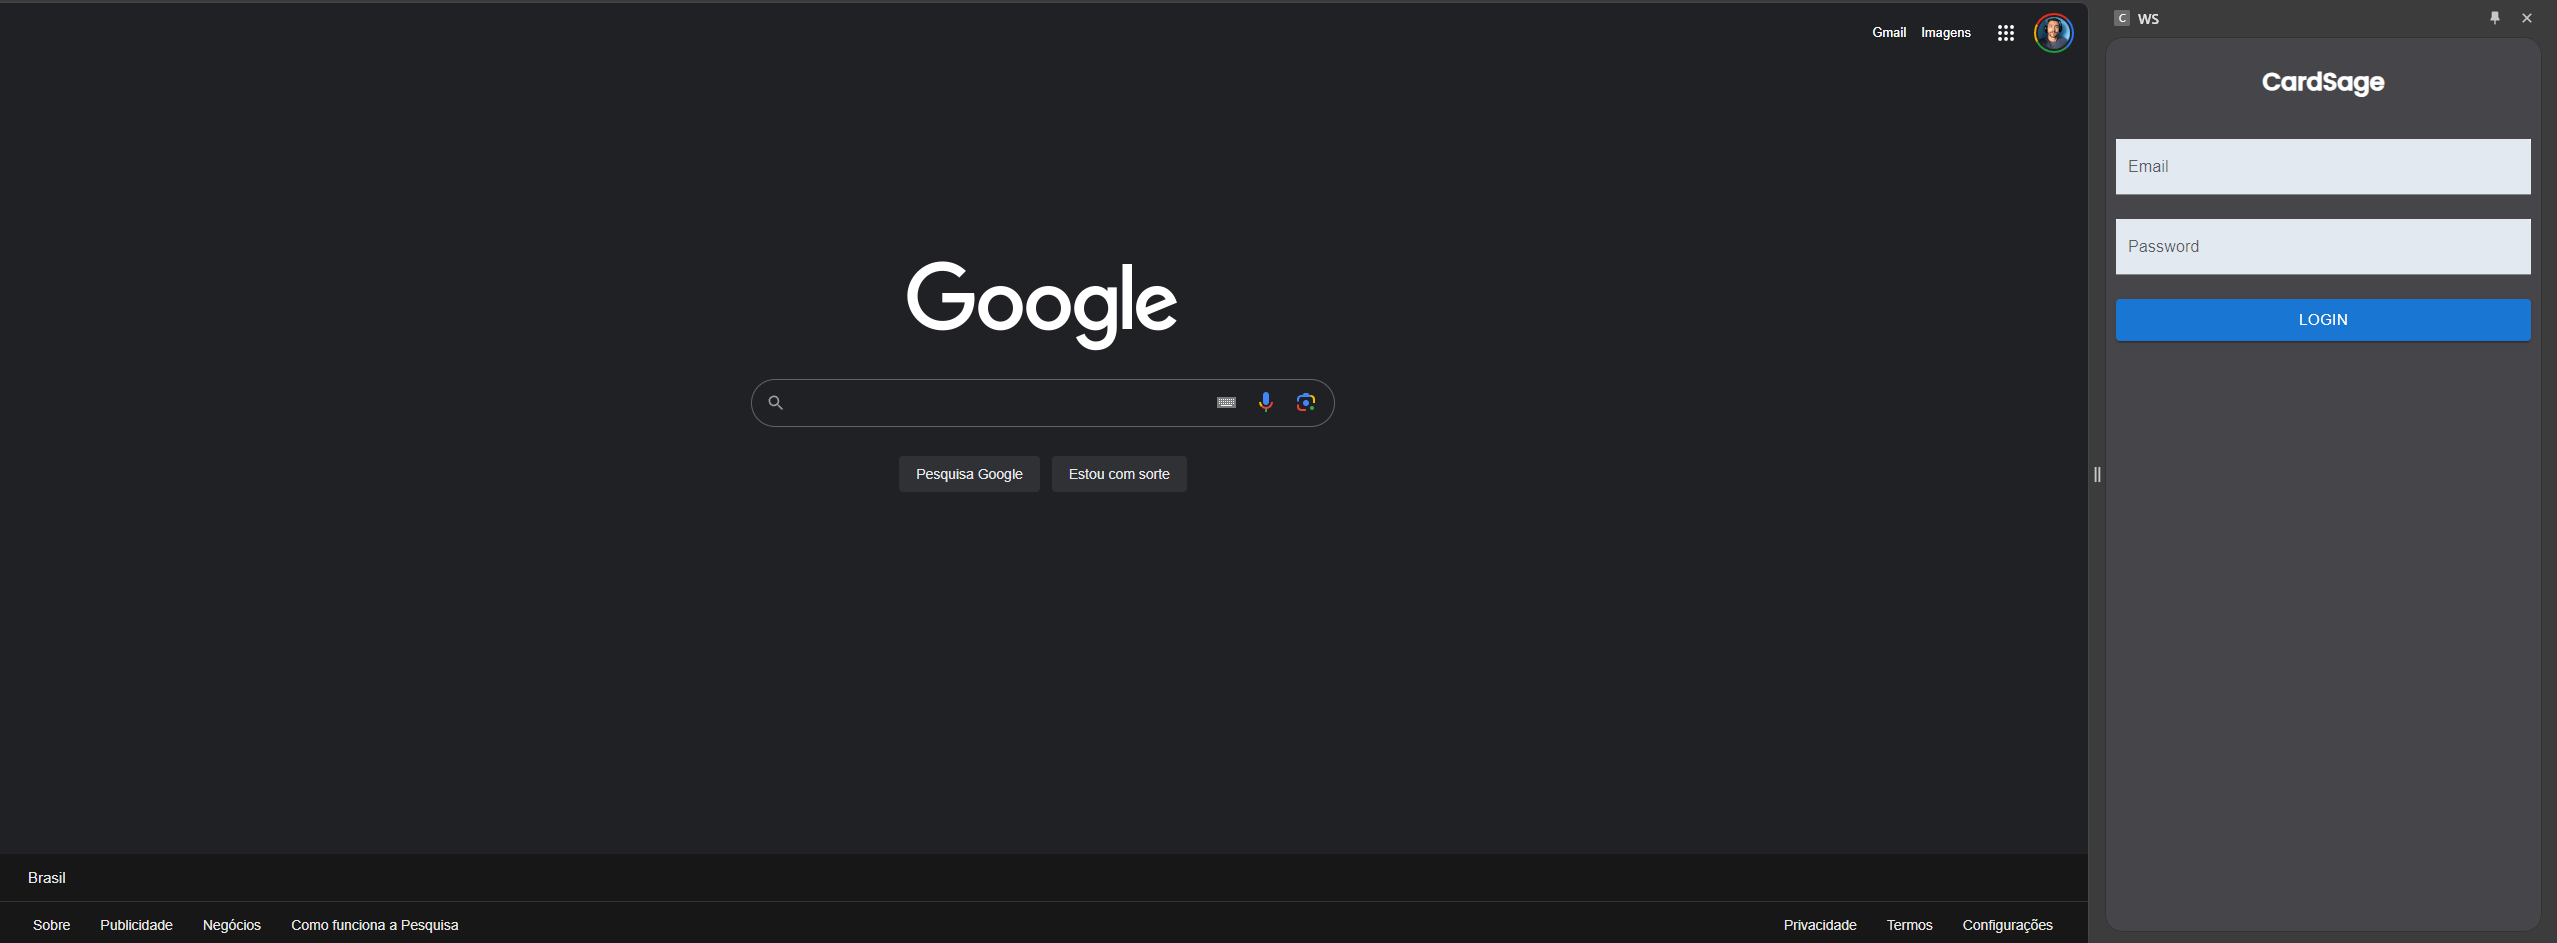 Gmail Imagens
Google
Pesquisa Google Estou com sorte
Brasil
Sobre Publicidade Negócios Como funciona a Pesquisa
Privacidade Termos Configurações
C WS
CardSage
Email
Password
LOGIN